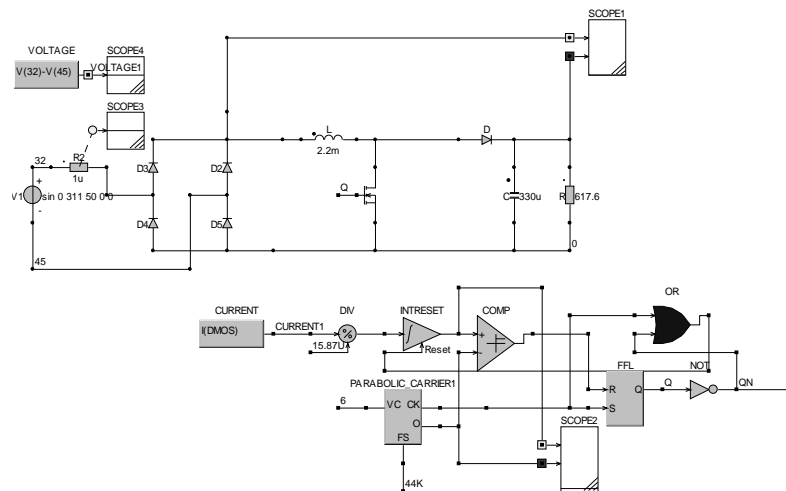 SCOPE1
VOLTAGE SCOPE4
V(32)-V(45) VOLTAGE1
SCOPE3
L D
2.2m
32 R2 D3 D2
1u
Q
V1 sin 0 311 50 0 0 C 330u R 617.6
+
-
D4 D5
0
45
OR
CURRENT DIV INTRESET COMP
I(DMOS) CURRENT1 % + -
15.87U Reset
FFL NOT
PARABOLIC_CARRIER1 R Q Q QN
6 VC CK S
O
FS SCOPE2
44K